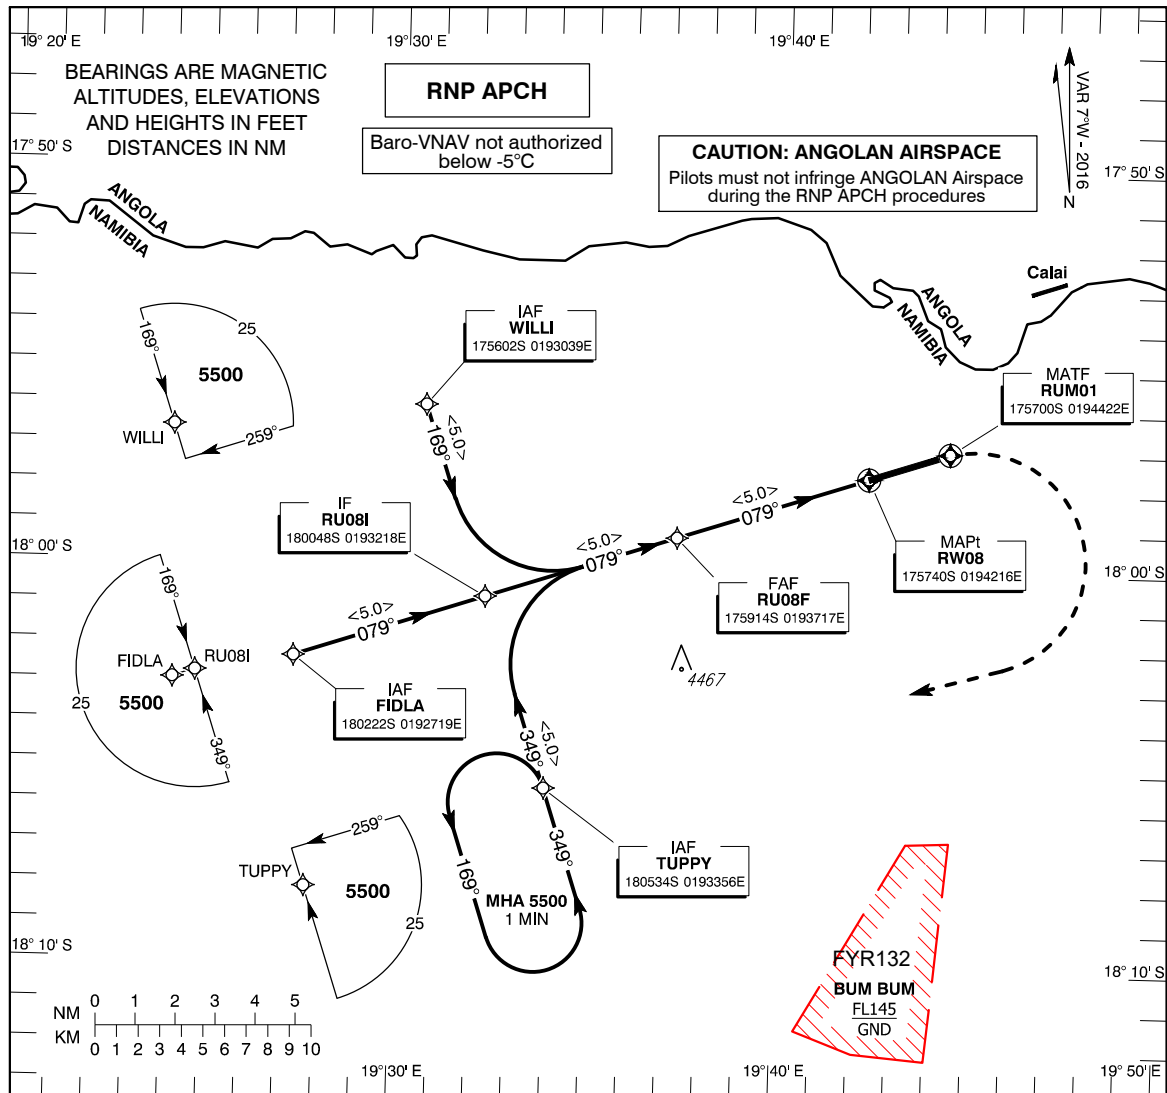 19° 20' E
19° 30' E
19° 40' E
BEARINGS ARE MAGNETIC
ALTITUDES, ELEVATIONS
AND HEIGHTS IN FEET
DISTANCES IN NM
RNP APCH
Baro-VNAV not authorized
below -5°C
CAUTION: ANGOLAN AIRSPACE
Pilots must not infringe ANGOLAN Airspace
during the RNP APCH procedures
VAR 7°W - 2016
N
17° 50' S
17° 50' S
ANGOLA
NAMIBIA
Calai
ANGOLA
NAMIBIA
169°
25
5500
259°
WILLI
IAF
WILLI
175602S 0193039E
<5.0>
169°
MATF
RUM01
175700S 0194422E
IF
RU08I
180048S 0193218E
<5.0>
079°
<5.0>
079°
<5.0>
079°
MAPt
RW08
175740S 0194216E
FAF
RU08F
175914S 0193717E
18° 00' S
18° 00' S
169°
FIDLA
RU08I
5500
25
349°
IAF
FIDLA
180222S 0192719E
4467
<5.0>
349°
IAF
TUPPY
180534S 0193356E
259°
TUPPY
5500
25
169°
349°
MHA 5500
1 MIN
FYR132
BUM BUM
FL145
GND
18° 10' S
18° 10' S
NM
0 1 2 3 4 5
KM
0 1 2 3 4 5 6 7 8 9 10
19° 30' E
19° 40' E
19° 50' E